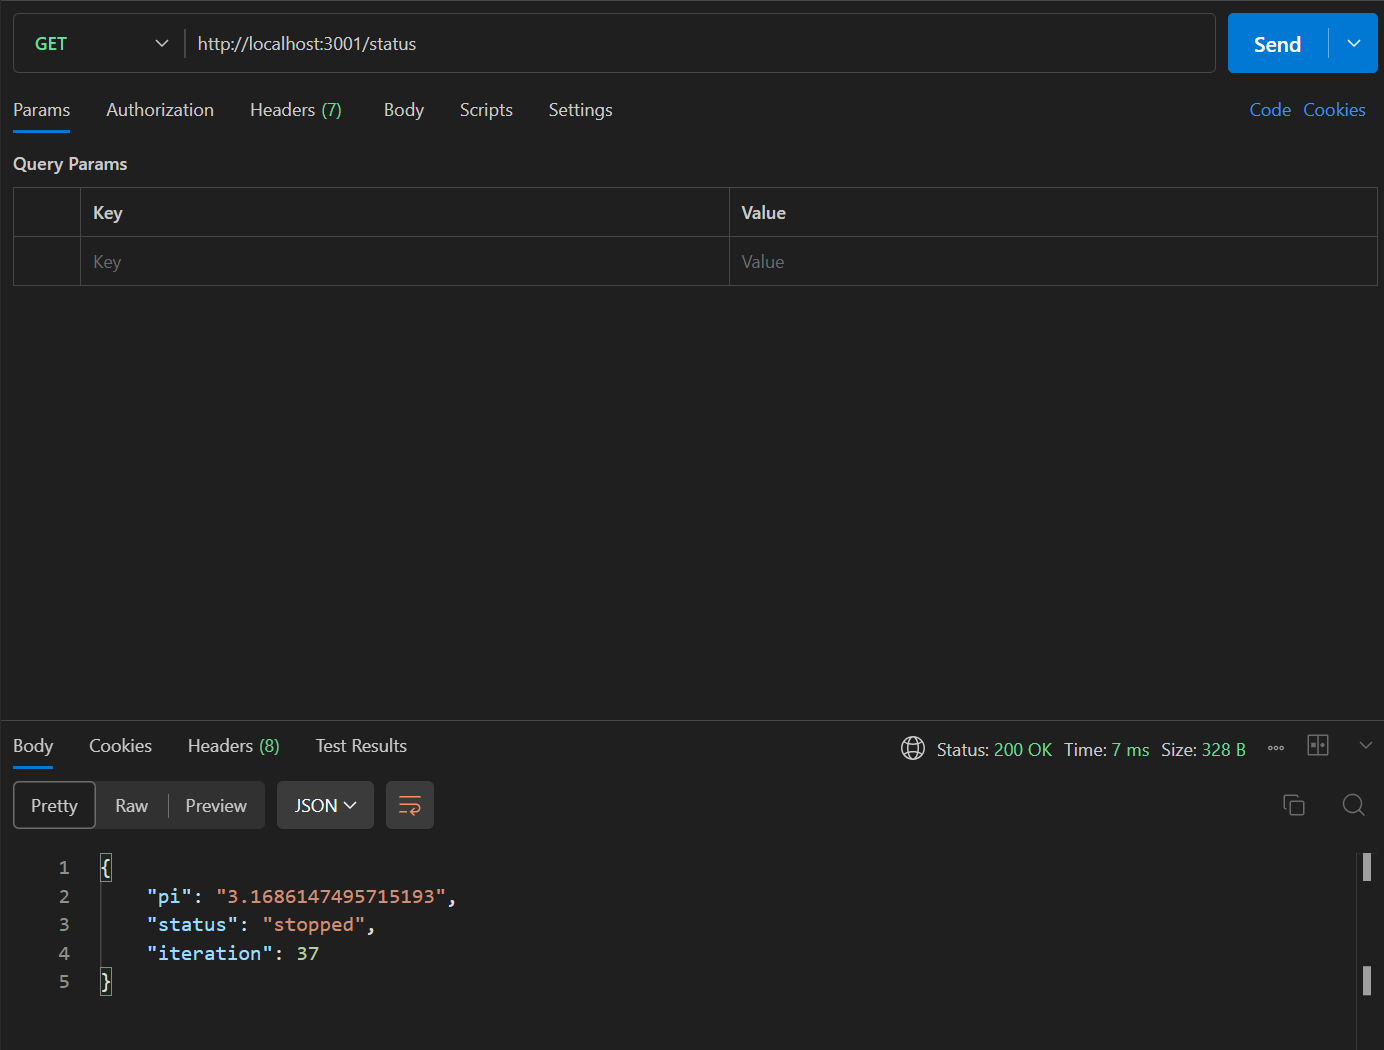 GET http://localhost:3001/status Send
Params Authorization Headers (7) Body Scripts Settings Code Cookies
Query Params
Key Value
Key Value
Body Cookies Headers (8) Test Results Status: 200 OK Time: 7 ms Size: 328 B
Pretty Raw Preview JSON
1 {
2 "pi": "3.1686147495715193",
3 "status": "stopped",
4 "iteration": 37
5 }